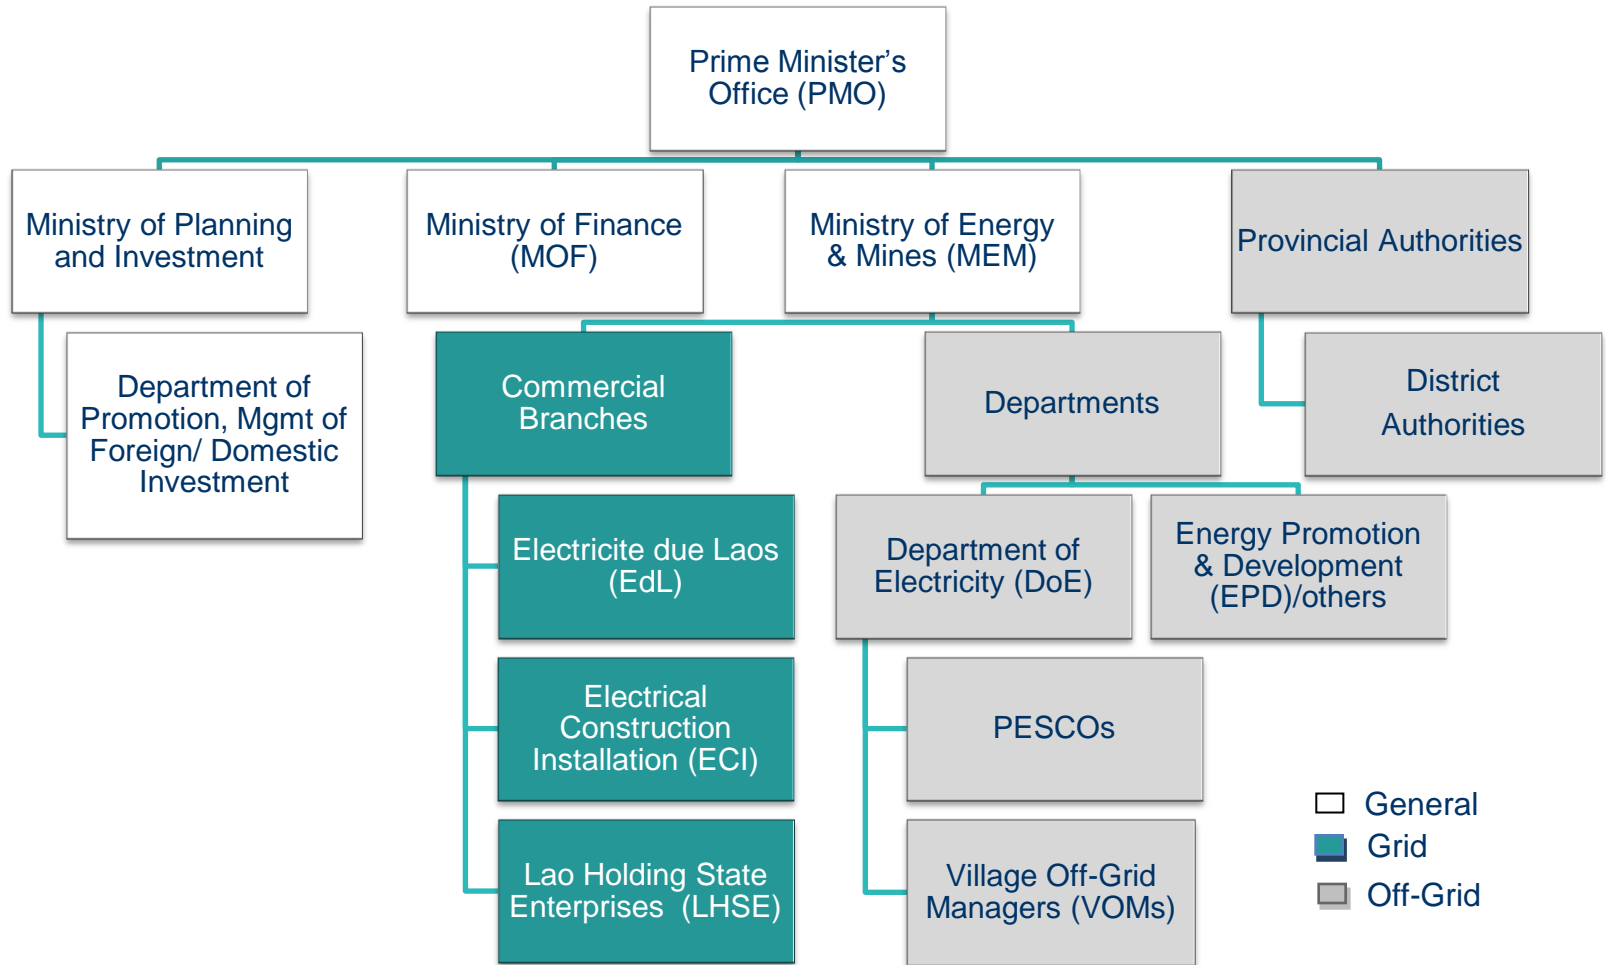 Prime Minister’s
Office (PMO)
Ministry of Planning
and Investment
Ministry of Finance
(MOF)
Ministry of Energy
& Mines (MEM)
Provincial Authorities
Department of
Promotion, Mgmt of
Foreign/ Domestic
Investment
Commercial
Branches
Departments
District
Authorities
Electricite due Laos
(EdL)
Department of
Electricity (DoE)
Energy Promotion
& Development
(EPD)/others
Electrical
Construction
Installation (ECI)
PESCOs
Lao Holding State
Enterprises (LHSE)
Village Off-Grid
Managers (VOMs)
General
Grid
Off-Grid